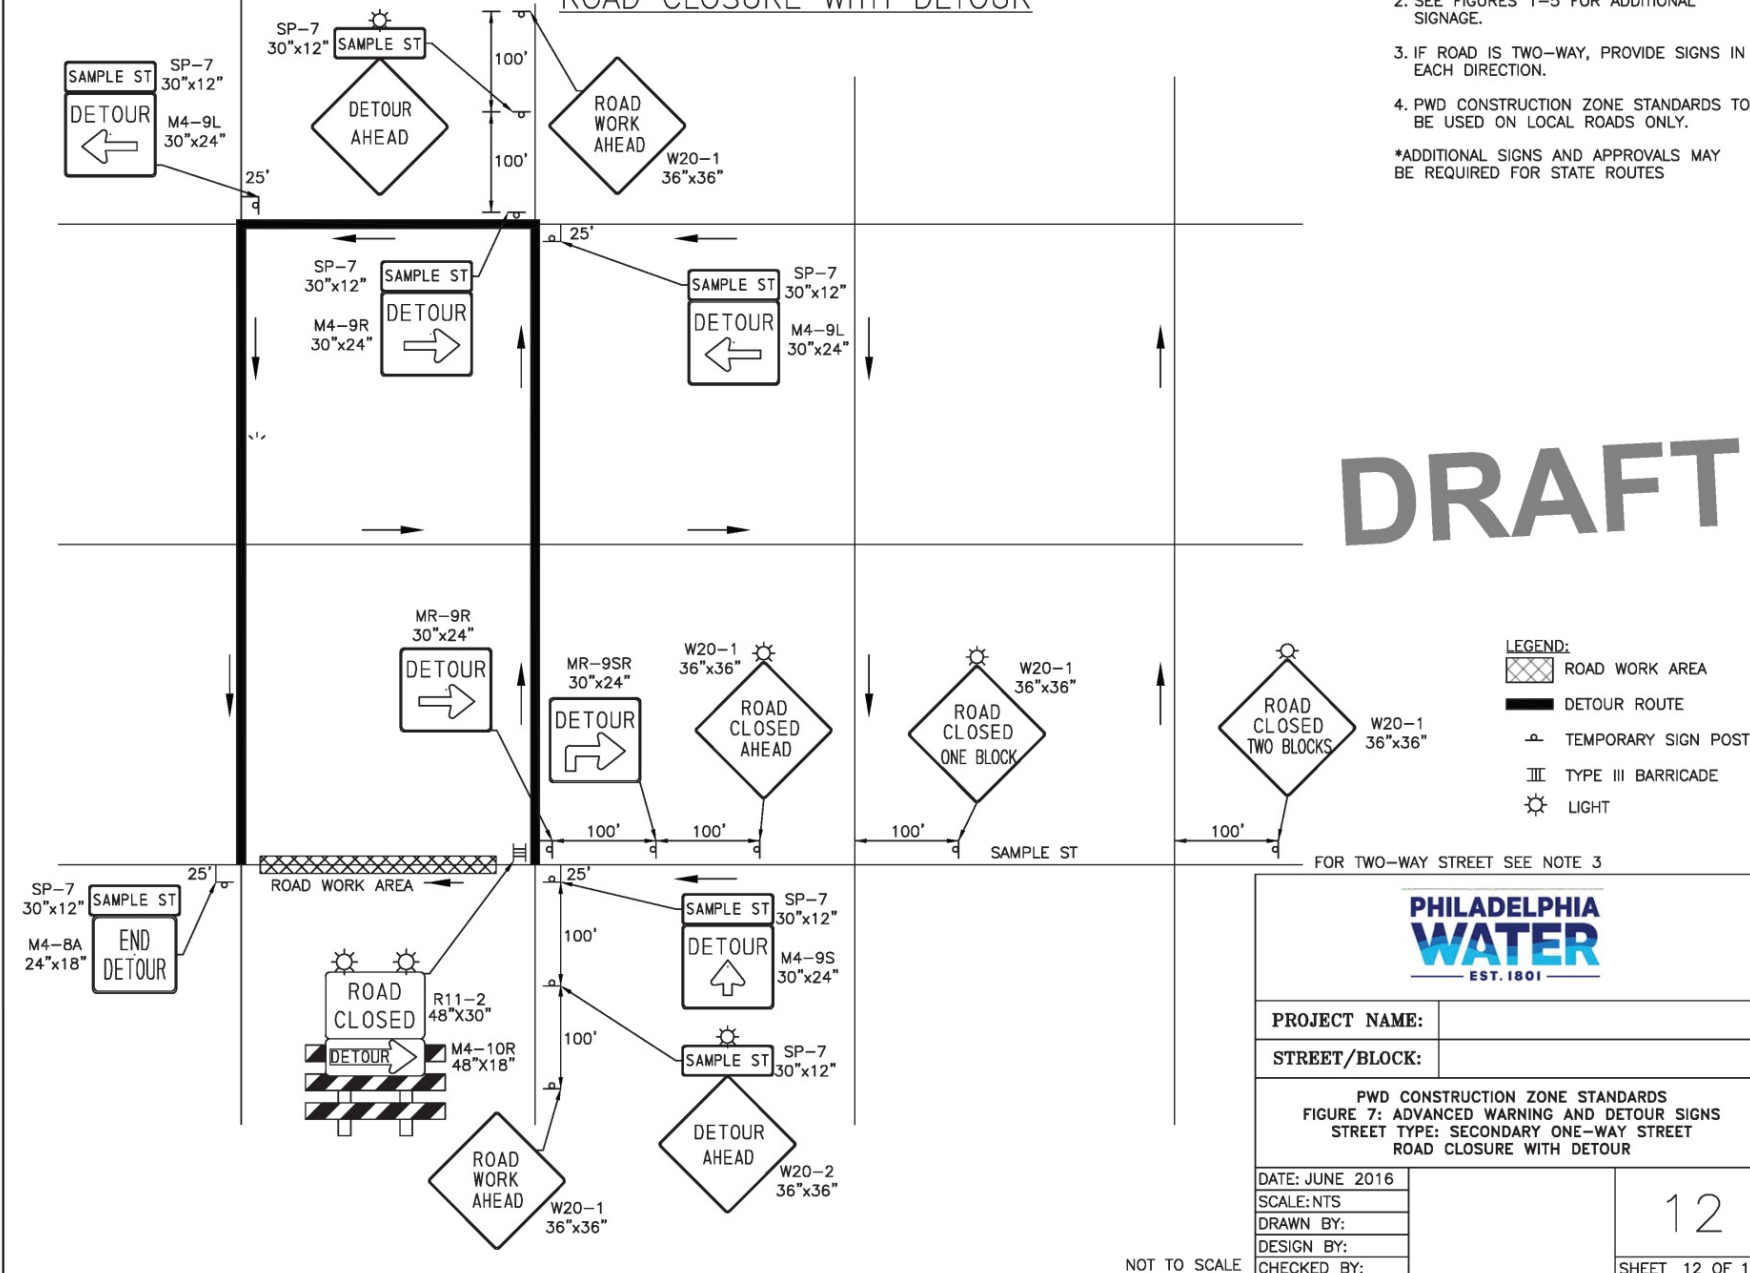 ROAD CLOSURE WITH DETOUR
2. SEE FIGURES 1-5 FOR ADDITIONAL
SIGNAGE.
3. IF ROAD IS TWO-WAY, PROVIDE SIGNS IN
EACH DIRECTION.
4. PWD CONSTRUCTION ZONE STANDARDS TO
BE USED ON LOCAL ROADS ONLY.
*ADDITIONAL SIGNS AND APPROVALS MAY
BE REQUIRED FOR STATE ROUTES
SAMPLE ST
SP-7
30"x12"
DETOUR
M4-9L
30"x24"
25'
SP-7
30"x12"
SAMPLE ST
DETOUR
AHEAD
100'
100'
ROAD
WORK
AHEAD
W20-1
36"x36"
SP-7
30"x12"
SAMPLE ST
M4-9R
30"x24"
DETOUR
25'
SAMPLE ST
SP-7
30"x12"
DETOUR
M4-9L
30"x24"
DRAFT
MR-9R
30"x24"
DETOUR
MR-9SR
30"x24"
DETOUR
W20-1
36"x36"
ROAD
CLOSED
AHEAD
W20-1
36"x36"
ROAD
CLOSED
ONE BLOCK
ROAD
CLOSED
TWO BLOCKS
W20-1
36"x36"
LEGEND:
ROAD WORK AREA
DETOUR ROUTE
TEMPORARY SIGN POST
TYPE III BARRICADE
LIGHT
100'
100'
100'
100'
SAMPLE ST
FOR TWO-WAY STREET SEE NOTE 3
25'
ROAD WORK AREA
25'
SP-7
30"x12"
SAMPLE ST
M4-8A
24"x18"
END
DETOUR
ROAD
CLOSED
R11-2
48"X30"
DETOUR
M4-10R
48"X18"
100'
100'
SAMPLE ST
SP-7
30"x12"
DETOUR
M4-9S
30"x24"
SAMPLE ST
SP-7
30"x12"
DETOUR
AHEAD
W20-2
36"x36"
ROAD
WORK
AHEAD
W20-1
36"x36"
PHILADELPHIA
WATER
EST. 1801
PROJECT NAME:
STREET/BLOCK:
PWD CONSTRUCTION ZONE STANDARDS
FIGURE 7: ADVANCED WARNING AND DETOUR SIGNS
STREET TYPE: SECONDARY ONE-WAY STREET
ROAD CLOSURE WITH DETOUR
DATE: JUNE 2016
SCALE: NTS
DRAWN BY:
DESIGN BY:
CHECKED BY:
12
SHEET 12 OF 1
NOT TO SCALE